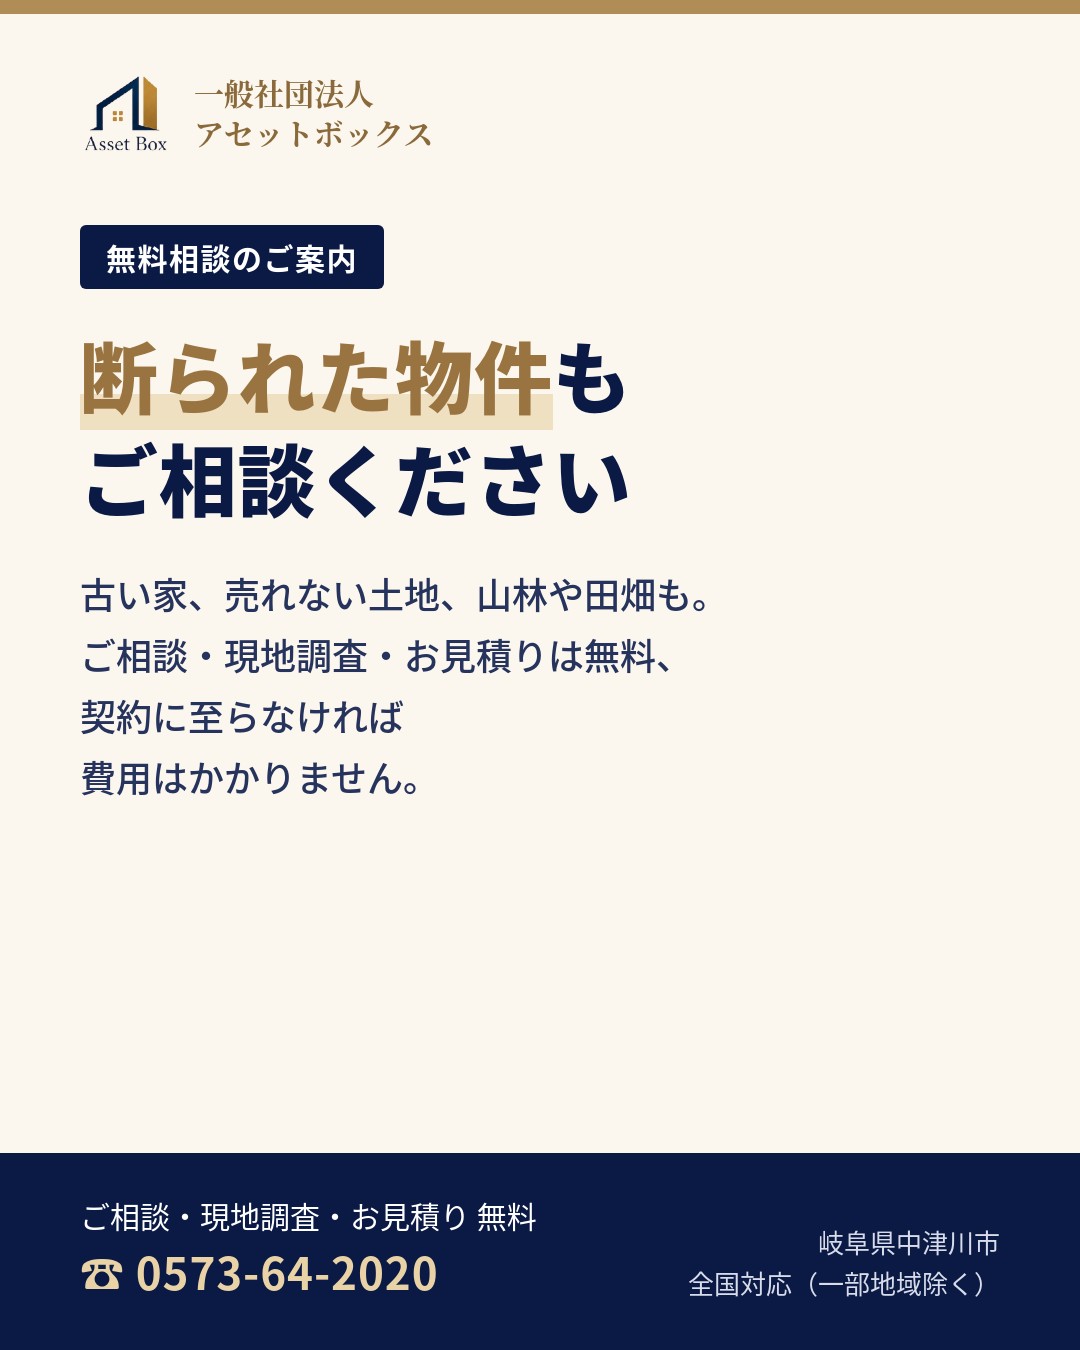 Asset Box
一般社団法人
アセットボックス
無料相談のご案内
断られた物件も
ご相談ください
古い家、売れない土地、山林や田畑も。
ご相談・現地調査・お見積りは無料、
契約に至らなければ
費用はかかりません。
ご相談・現地調査・お見積り 無料
☎ 0573-64-2020
岐阜県中津川市
全国対応（一部地域除く）